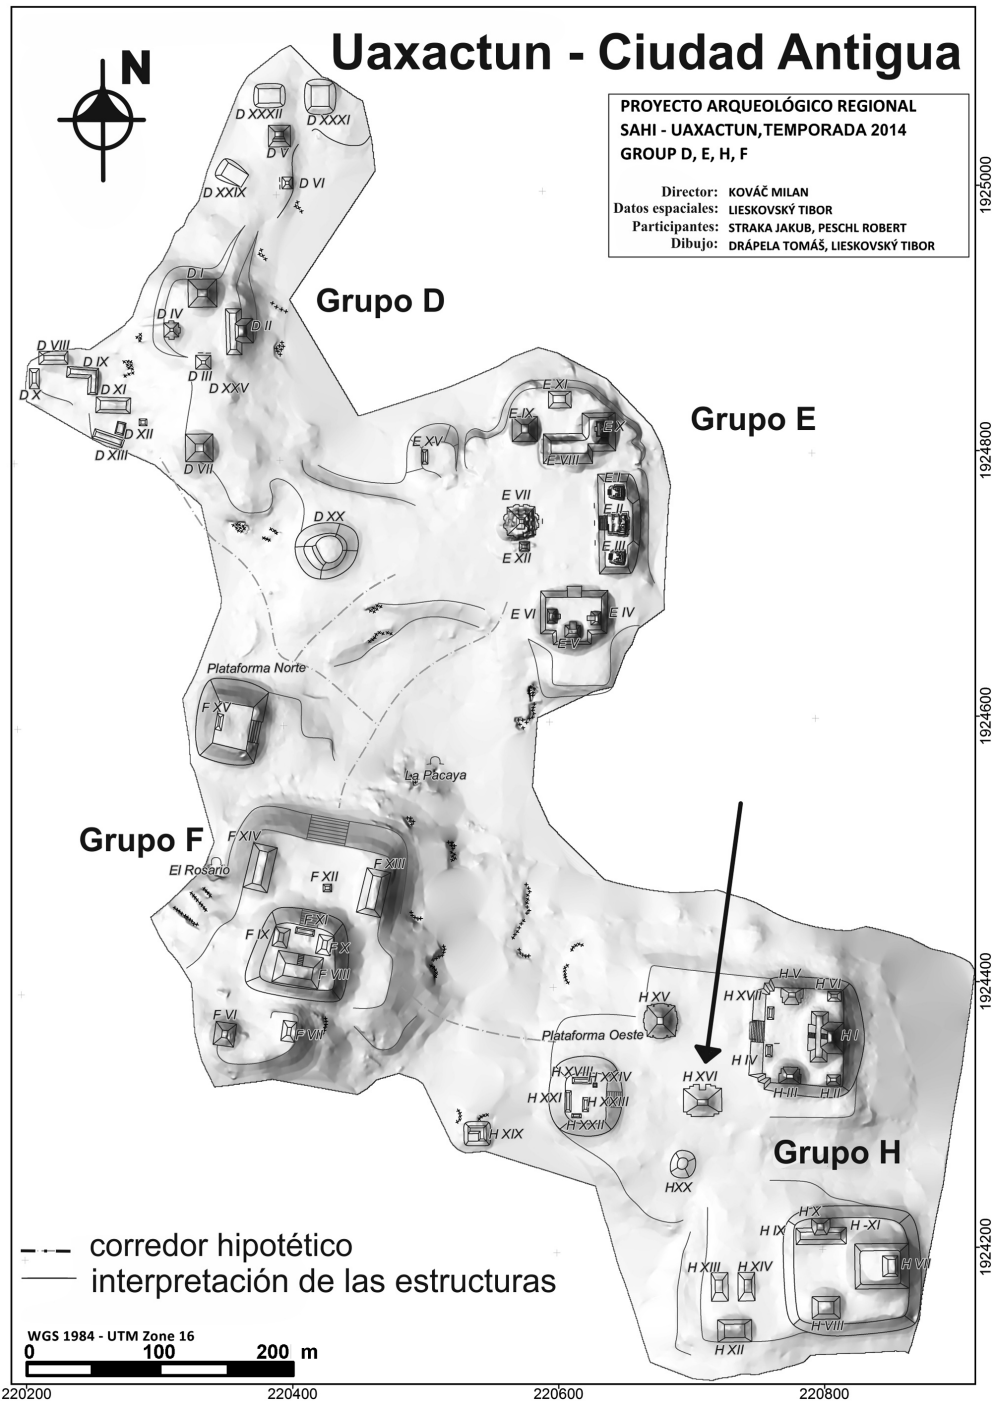 Uaxactun - Ciudad Antigua
N
PROYECTO ARQUEOLÓGICO REGIONAL
SAHI - UAXACTUN, TEMPORADA 2014
GROUP D, E, H, F
Director: KOVÁČ MILAN
Datos espaciales: LIESKOVSKÝ TIBOR
Participantes: STRAKA JAKUB, PESCHL ROBERT
Dibujo: DRÁPELA TOMÁŠ, LIESKOVSKÝ TIBOR
D XXXII
D XXXI
D V
D VI
D XXIX
1925000
D I
Grupo D
D IV
D II
D VIII
D IX
D III
D XXV
D X
D XI
D XII
D XIII
D VII
E XI
E IX
E X
Grupo E
E XV
E VIII
1924800
E I
E VII
E II
D XX
E III
E XII
E VI
E IV
E V
Plataforma Norte
F XV
1924600
La Pacaya
Grupo F
F XIV
F XIII
El Rosario
F XII
F XI
F IX
F X
F VIII
1924400
H V
H VI
H XV
H XVII
F VI
F VII
Plataforma Oeste
H I
H IV
H XVIII
H XXIV
H XVI
H III
H II
H XXI
H XXIII
H XXII
H XIX
Grupo H
HXX
H X
H IX
H -XI
1924200
H XIII
H XIV
H VII
H VIII
H XII
corredor hipotético
interpretación de las estructuras
WGS 1984 - UTM Zone 16
0 100 200 m
220200 220400 220600 220800